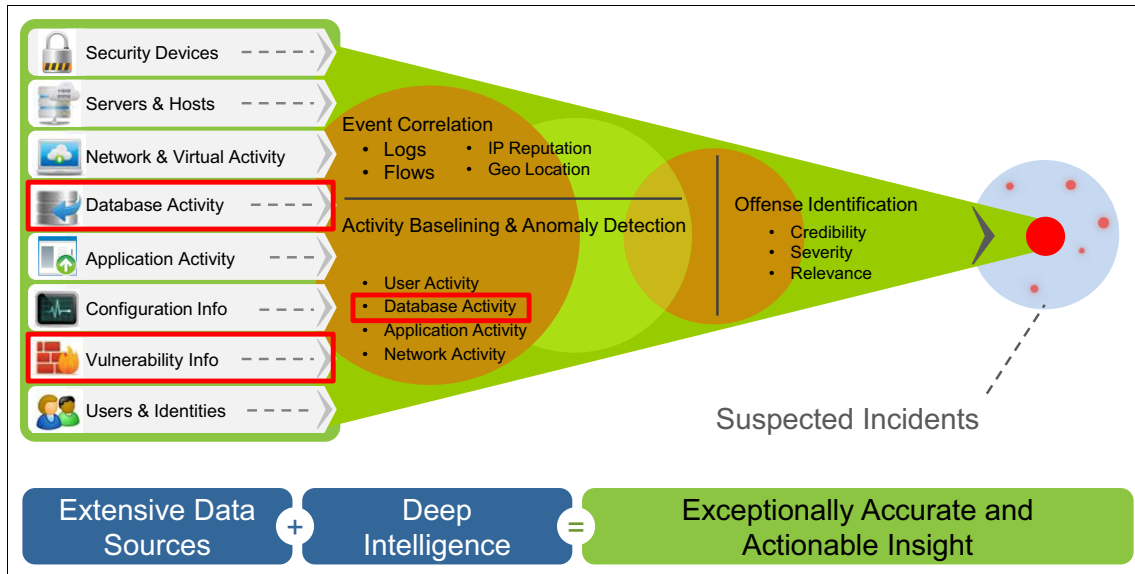 Security Devices
Servers & Hosts
Network & Virtual Activity
Database Activity
Application Activity
Configuration Info
Vulnerability Info
Users & Identities
Event Correlation
• Logs
• Flows
• IP Reputation
• Geo Location
Activity Baselining & Anomaly Detection
• User Activity
• Database Activity
• Application Activity
• Network Activity
Offense Identification
• Credibility
• Severity
• Relevance
Suspected Incidents
Extensive Data
Sources
+
Deep
Intelligence
=
Exceptionally Accurate and
Actionable Insight